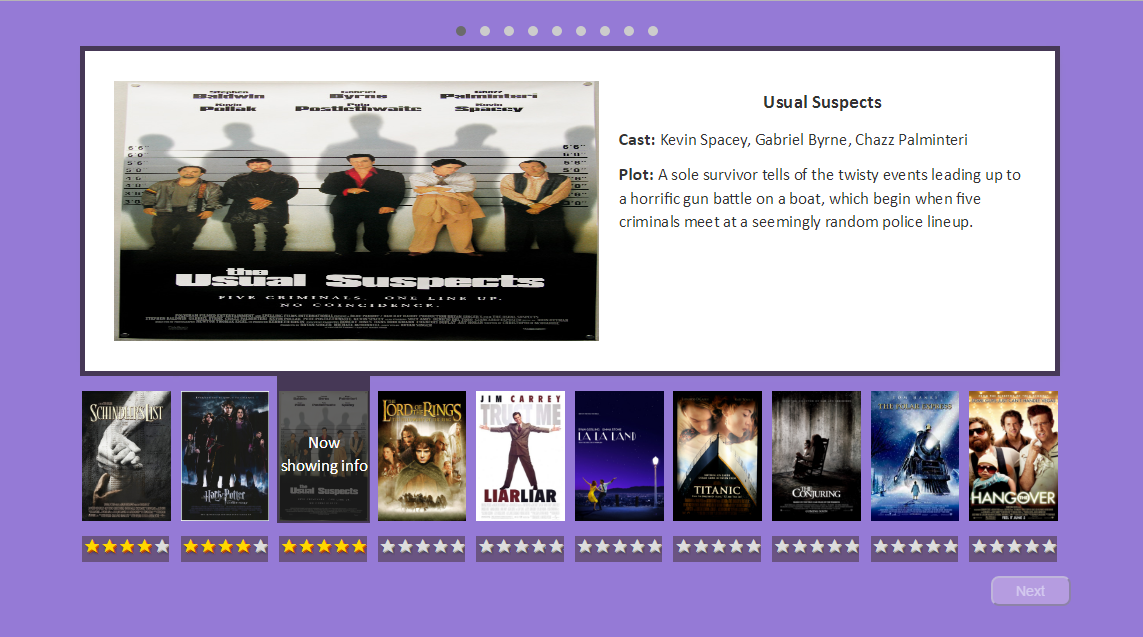 Stephen Gabriel Chazz
Baldwin Byrne Palminteri
Kevin Pete Kevin
Pollak Postlethwaite Spacey
the
Usual Suspects
FIVE CRIMINALS. ONE LINE UP.
NO COINCIDENCE.
Usual Suspects
Cast: Kevin Spacey, Gabriel Byrne, Chazz Palminteri
Plot: A sole survivor tells of the twisty events leading up to
a horrific gun battle on a boat, which begin when five
criminals meet at a seemingly random police lineup.
SCHINDLER'S LIST
Harry Potter
Now
showing info
Usual Suspects
THE
LORD OF THE RINGS
JIM CARREY
TRUST ME
LIAR LIAR
LA LA LAND
TITANIC
THE
CONJURING
TOM HANKS
THE POLAR EXPRESS
THE
HANGOVER
Next